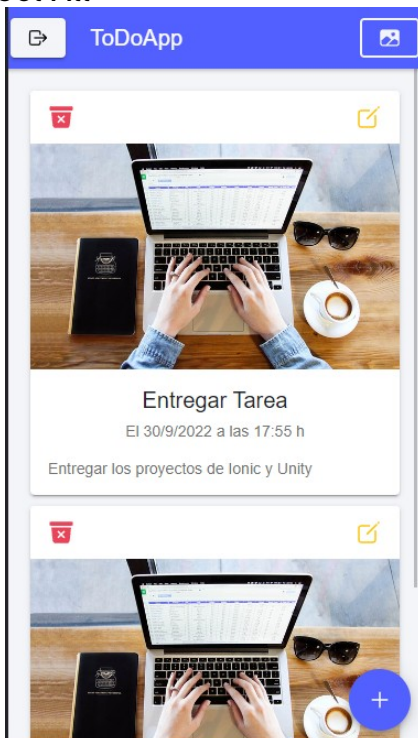 ToDoApp
Entregar Tarea
El 30/9/2022 a las 17:55 h
Entregar los proyectos de Ionic y Unity